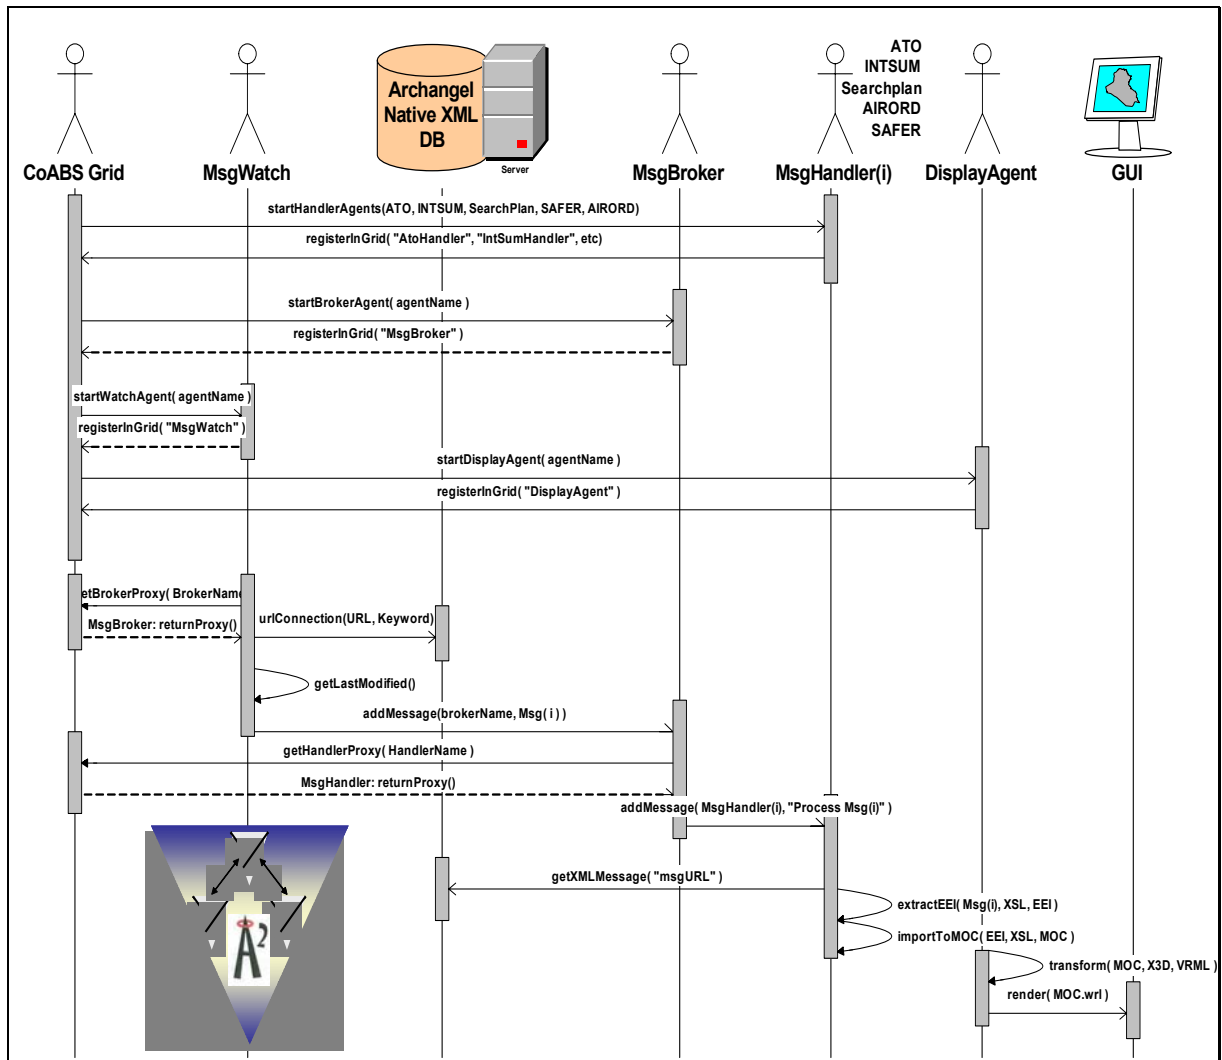 ATO
INTSUM
Searchplan
AIRORD
SAFER
Archangel
Native XML
DB
Server
CoABS Grid
MsgWatch
MsgBroker
MsgHandler(i)
DisplayAgent
GUI
startHandlerAgents(ATO, INTSUM, SearchPlan, SAFER, AIRORD)
registerInGrid( "AtoHandler", "IntSumHandler", etc)
startBrokerAgent( agentName )
registerInGrid( "MsgBroker" )
startWatchAgent( agentName )
registerInGrid( "MsgWatch" )
startDisplayAgent( agentName )
registerInGrid( "DisplayAgent" )
etBrokerProxy( BrokerName
MsgBroker: returnProxy()
urlConnection(URL, Keyword)
getLastModified()
addMessage(brokerName, Msg( i ) )
getHandlerProxy( HandlerName )
MsgHandler: returnProxy()
addMessage( MsgHandler(i), "Process Msg(i)" )
getXMLMessage( "msgURL" )
extractEEI( Msg(i), XSL, EEI )
importToMOC( EEI, XSL, MOC )
transform( MOC, X3D, VRML )
render( MOC.wrl )
A2